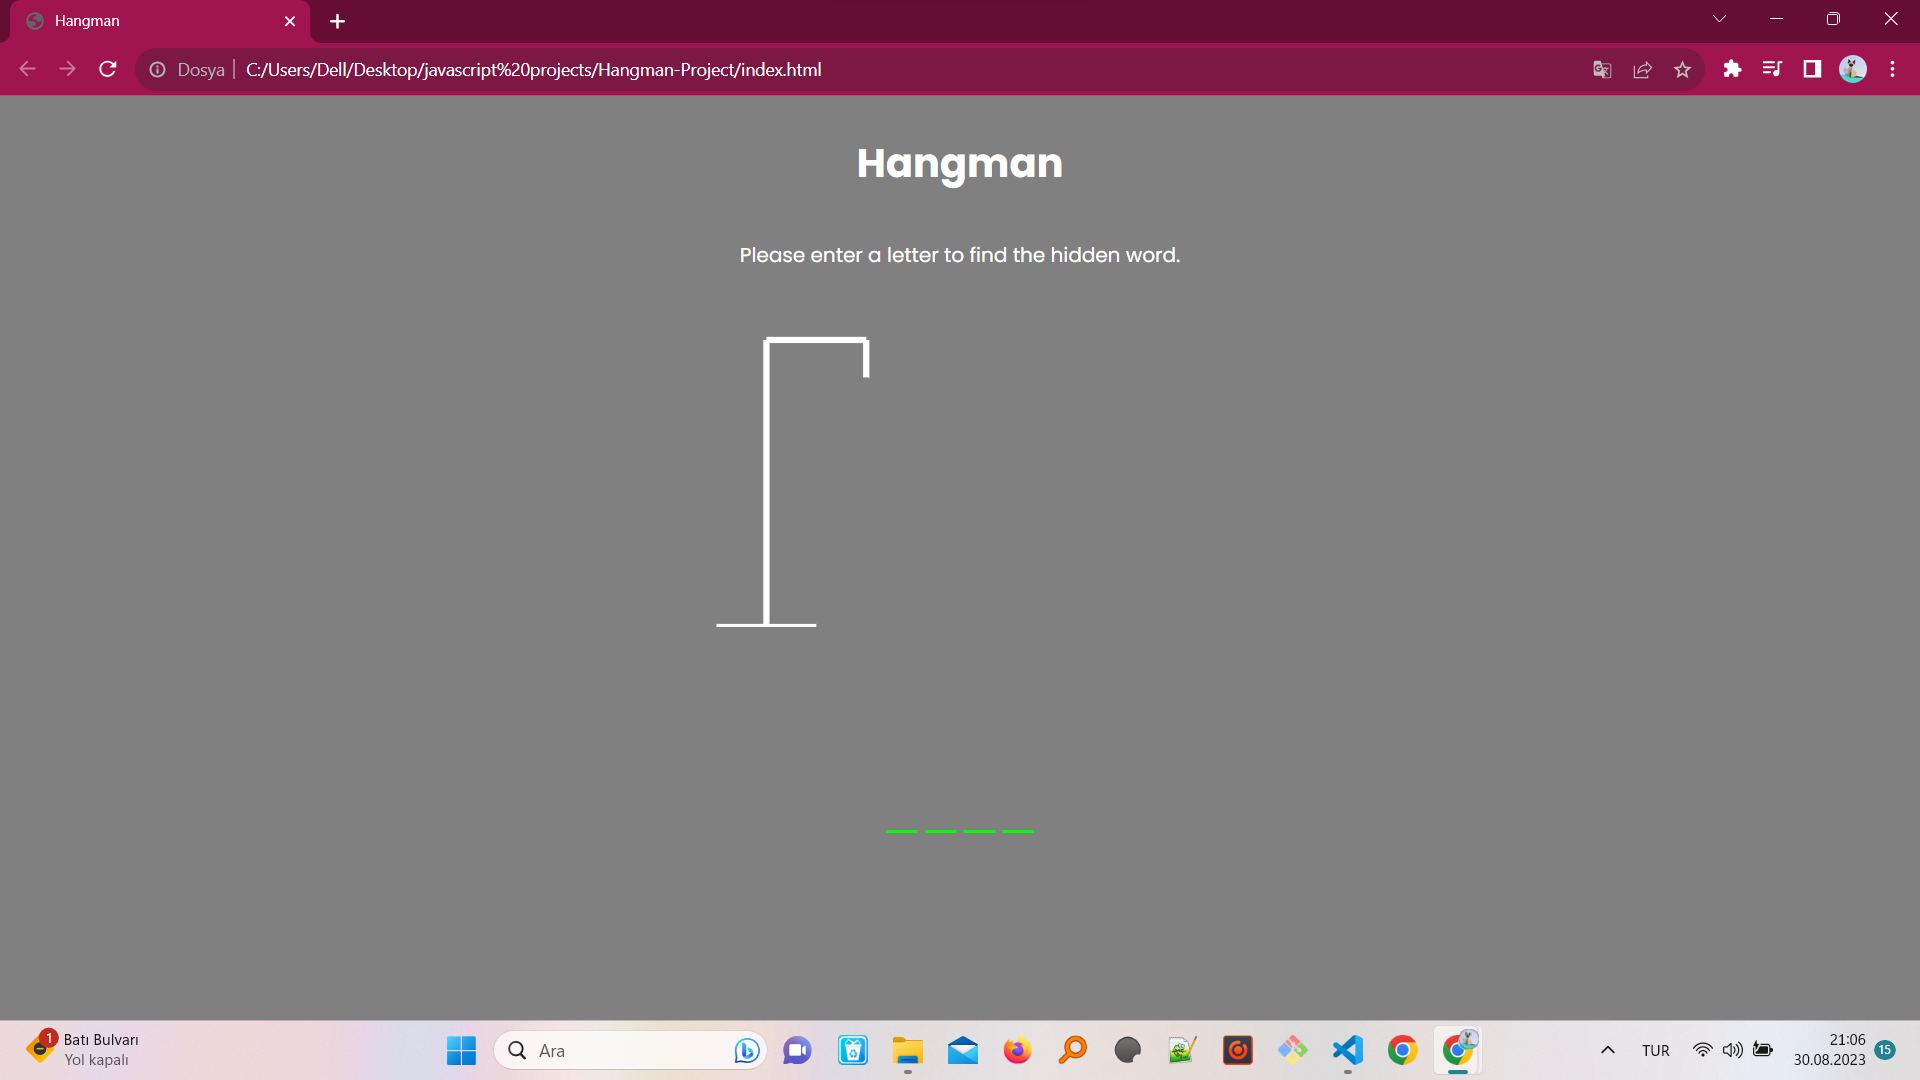 Hangman
Dosya
C:/Users/Dell/Desktop/javascript%20projects/Hangman-Project/index.html
Hangman
Please enter a letter to find the hidden word.
1
Batı Bulvarı
Yol kapalı
Ara
TUR
21:06
30.08.2023
15